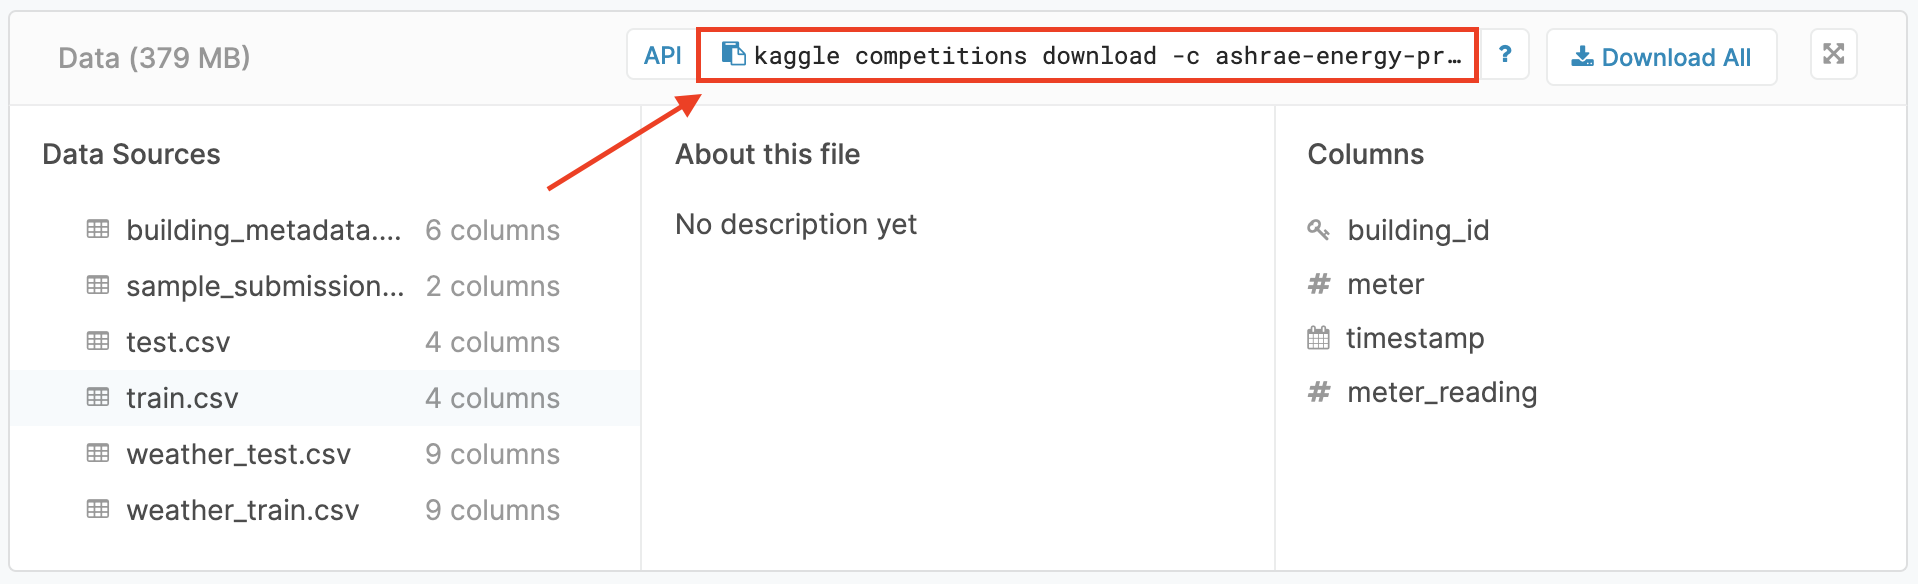 Data (379 MB)
API
kaggle competitions download -c ashrae-energy-pr…
?
Download All
Data Sources
building_metadata.... 6 columns
sample_submission... 2 columns
test.csv 4 columns
train.csv 4 columns
weather_test.csv 9 columns
weather_train.csv 9 columns
About this file
No description yet
Columns
building_id
# meter
timestamp
# meter_reading